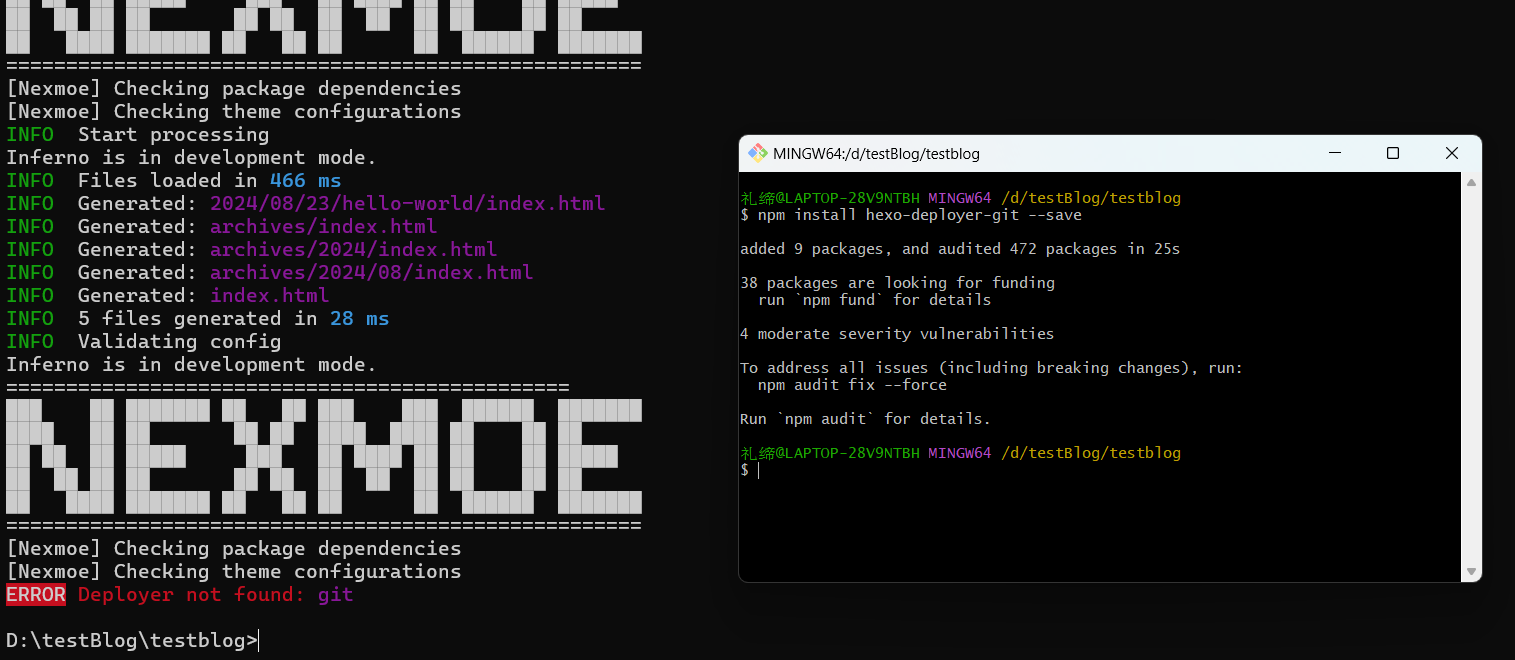 NEXMOE
=====================================================
[Nexmoe] Checking package dependencies
[Nexmoe] Checking theme configurations
INFO  Start processing
Inferno is in development mode.
INFO  Files loaded in 466 ms
INFO  Generated: 2024/08/23/hello-world/index.html
INFO  Generated: archives/index.html
INFO  Generated: archives/2024/index.html
INFO  Generated: archives/2024/08/index.html
INFO  Generated: index.html
INFO  5 files generated in 28 ms
INFO  Validating config
Inferno is in development mode.
===============================================
NEXMOE
=====================================================
[Nexmoe] Checking package dependencies
[Nexmoe] Checking theme configurations
ERROR Deployer not found: git
D:\testBlog\testblog>
MINGW64:/d/testBlog/testblog
礼缔@LAPTOP-28V9NTBH MINGW64 /d/testBlog/testblog
$ npm install hexo-deployer-git --save
added 9 packages, and audited 472 packages in 25s
38 packages are looking for funding
  run `npm fund` for details
4 moderate severity vulnerabilities
To address all issues (including breaking changes), run:
  npm audit fix --force
Run `npm audit` for details.
礼缔@LAPTOP-28V9NTBH MINGW64 /d/testBlog/testblog
$